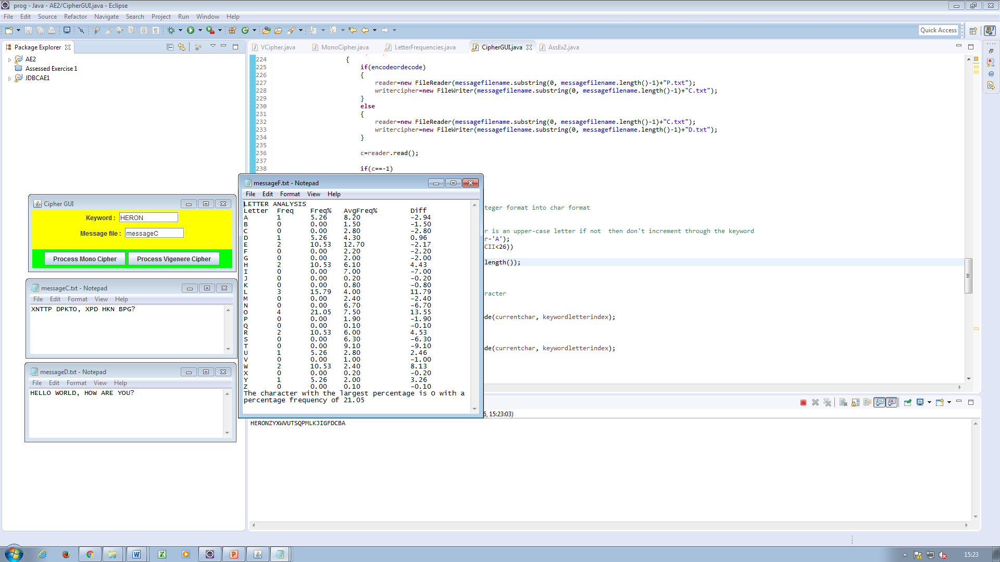 prog - Java - AE2/CipherGUI.java - Eclipse
File Edit Source Refactor Navigate Search Project Run Window Help
Quick Access
Package Explorer
AE2
Assessed Exercise 1
JDBCAE1
VCipher.java MonoCipher.java LetterFrequencies.java CipherGUI.java AssEx2.java
224 {
225 if(encodeordecode)
226 {
227 reader=new FileReader(messagefilename.substring(0, messagefilename.length()-1)+"P.txt");
228 writercipher=new FileWriter(messagefilename.substring(0, messagefilename.length()-1)+"C.txt");
229 }
230 else
231 {
232 reader=new FileReader(messagefilename.substring(0, messagefilename.length()-1)+"C.txt");
233 writercipher=new FileWriter(messagefilename.substring(0, messagefilename.length()-1)+"D.txt");
234 }
235
236 c=reader.read();
237
238 if(c==-1)
teger format into char format
r is an upper-case letter if not then don't increment through the keyword
r-'A');
CII<26))
length());
racter
de(currentchar, keywordletterindex);
de(currentchar, keywordletterindex);
Cipher GUI
Keyword : HERON
Message file : messageC
Process Mono Cipher Process Vigenere Cipher
messageC.txt - Notepad
File Edit Format View Help
XNTTP DPKTO, XPD HKN BPG?
messageD.txt - Notepad
File Edit Format View Help
HELLO WORLD, HOW ARE YOU?
messageF.txt - Notepad
File Edit Format View Help
LETTER ANALYSIS
Letter Freq Freq% AvgFreq% Diff
A 1 5.26 8.20 -2.94
B 0 0.00 1.50 -1.50
C 0 0.00 2.80 -2.80
D 1 5.26 4.30 0.96
E 2 10.53 12.70 -2.17
F 0 0.00 2.20 -2.20
G 0 0.00 2.00 -2.00
H 2 10.53 6.10 4.43
I 0 0.00 7.00 -7.00
J 0 0.00 0.20 -0.20
K 0 0.00 0.80 -0.80
L 3 15.79 4.00 11.79
M 0 0.00 2.40 -2.40
N 0 0.00 6.70 -6.70
O 4 21.05 7.50 13.55
P 0 0.00 1.90 -1.90
Q 0 0.00 0.10 -0.10
R 2 10.53 6.00 4.53
S 0 0.00 6.30 -6.30
T 0 0.00 9.10 -9.10
U 1 5.26 2.80 2.46
V 0 0.00 1.00 -1.00
W 2 10.53 2.40 8.13
X 0 0.00 0.20 -0.20
Y 1 5.26 2.00 3.26
Z 0 0.00 0.10 -0.10
The character with the largest percentage is O with a
percentage frequency of 21.05
6, 15:23:03)
HERONZYXWVUTSQPMLKJIGFDCBA
15:23